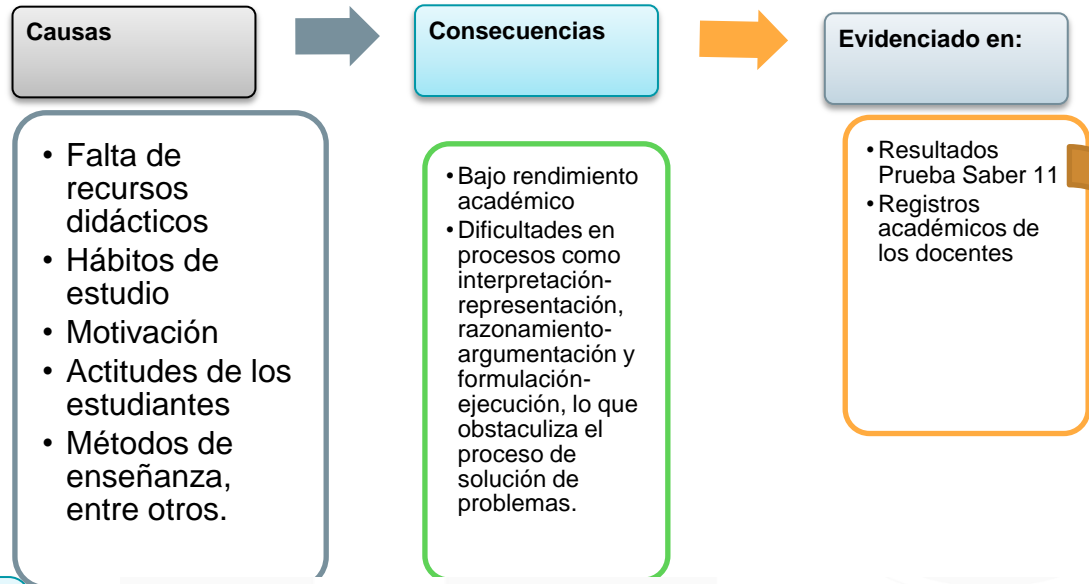 Causas
• Falta de
recursos
didácticos
• Hábitos de
estudio
• Motivación
• Actitudes de los
estudiantes
• Métodos de
enseñanza,
entre otros.
Consecuencias
• Bajo rendimiento
académico
• Dificultades en
procesos como
interpretación-
representación,
razonamiento-
argumentación y
formulación-
ejecución, lo que
obstaculiza el
proceso de
solución de
problemas.
Evidenciado en:
• Resultados
Prueba Saber 11
• Registros
académicos de
los docentes